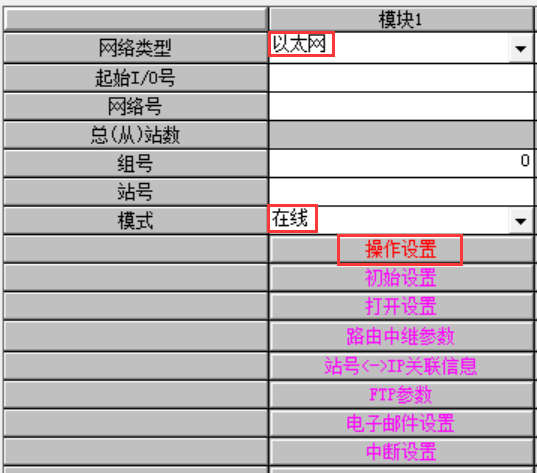 模块1
网络类型 以太网
起始I/O号
网络号
总(从)站数
组号 0
站号
模式 在线
操作设置
初始设置
打开设置
路由中继参数
站号<->IP关联信息
FTP参数
电子邮件设置
中断设置